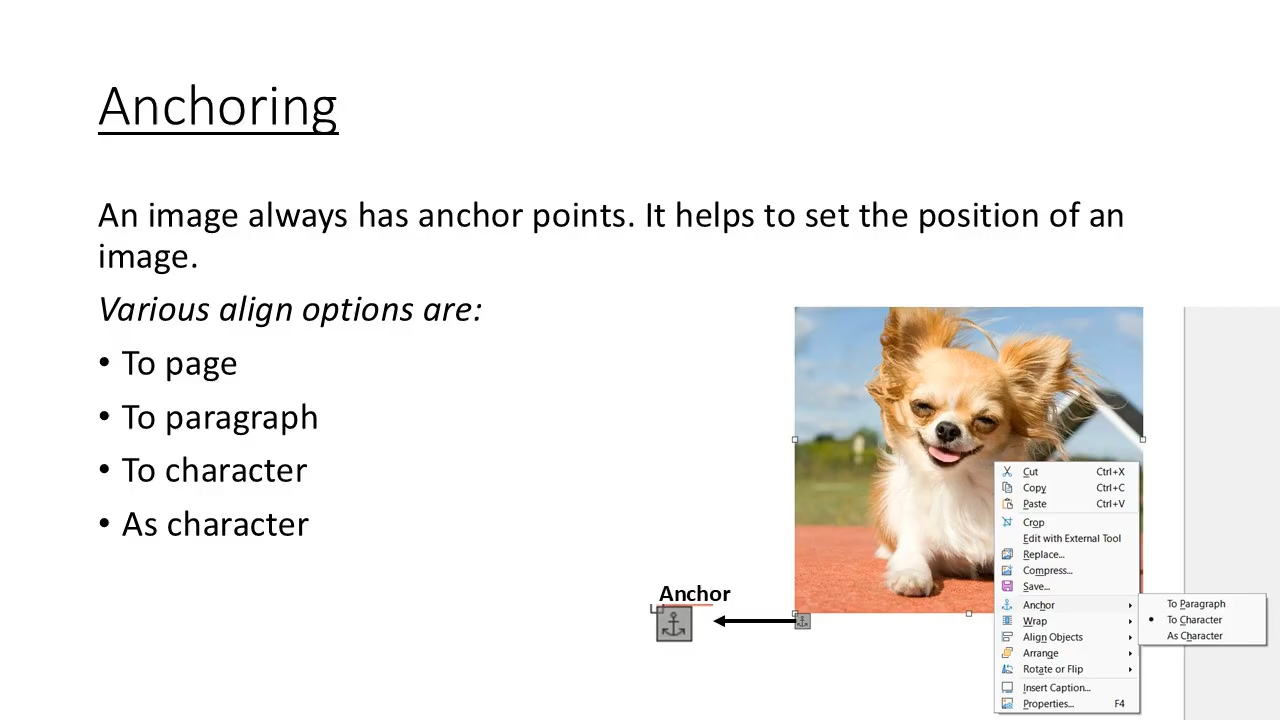 Anchoring
An image always has anchor points. It helps to set the position of an
image.
Various align options are:
• To page
• To paragraph
• To character
• As character
Anchor
Cut Ctrl+X
Copy Ctrl+C
Paste Ctrl+V
Crop
Edit with External Tool
Replace...
Compress...
Save...
Anchor
Wrap
Align Objects
Arrange
Rotate or Flip
Insert Caption...
Properties... F4
To Paragraph
To Character
As Character